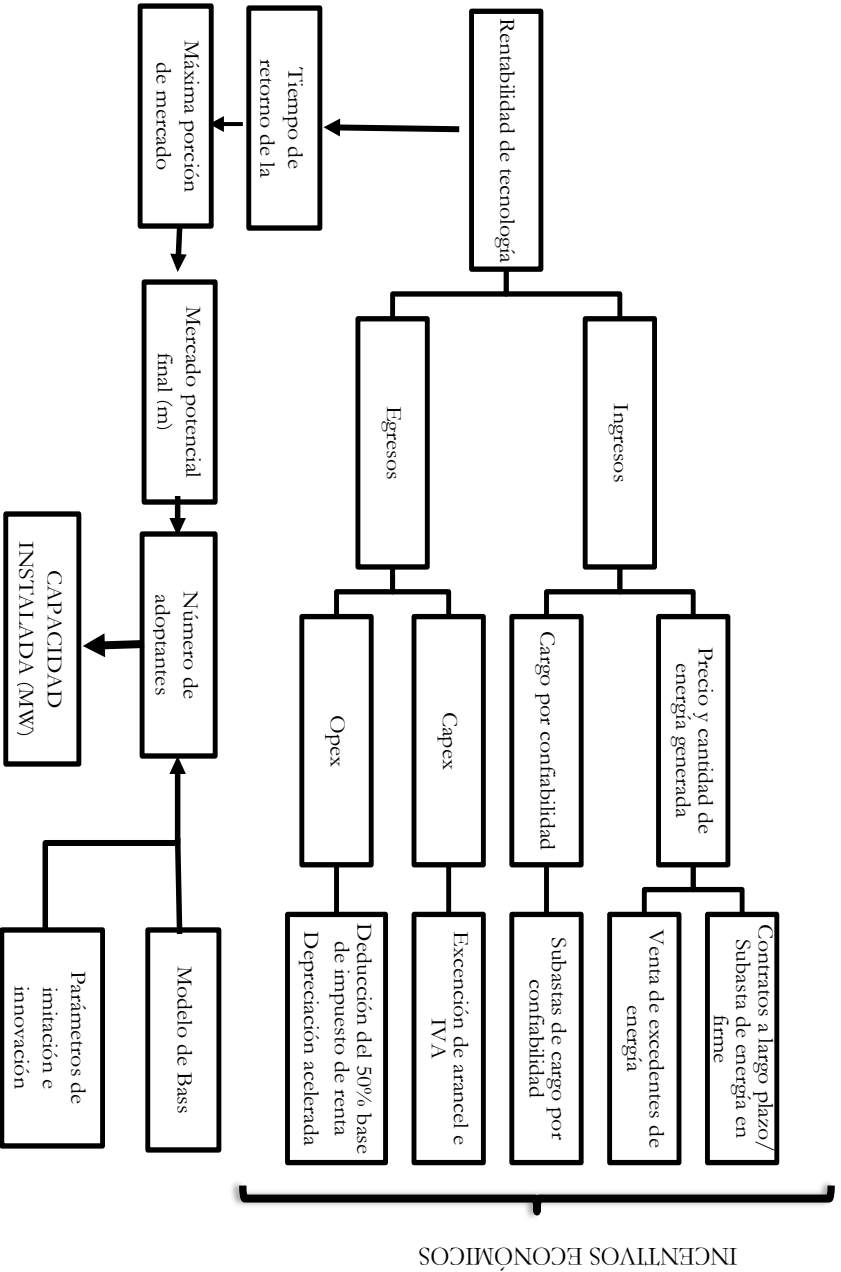 Rentabilidad de tecnología
Ingresos
Egresos
Precio y cantidad de
energía generada
Cargo por confiabilidad
Capex
Opex
Contratos a largo plazo/
Subasta de energía en
firme
Venta de excedentes de
energía
Subastas de cargo por
confiabilidad
Excención de arancel e
IVA
Deducción del 50% base
de impuesto de renta
Depreciación acelerada
INCENTIVOS ECONÓMICOS
Tiempo de
retorno de la
Máxima porción
de mercado
Mercado potencial
final (m)
Número de
adoptantes
CAPACIDAD
INSTALADA (MW)
Modelo de Bass
Parámetros de
imitación e
innovación